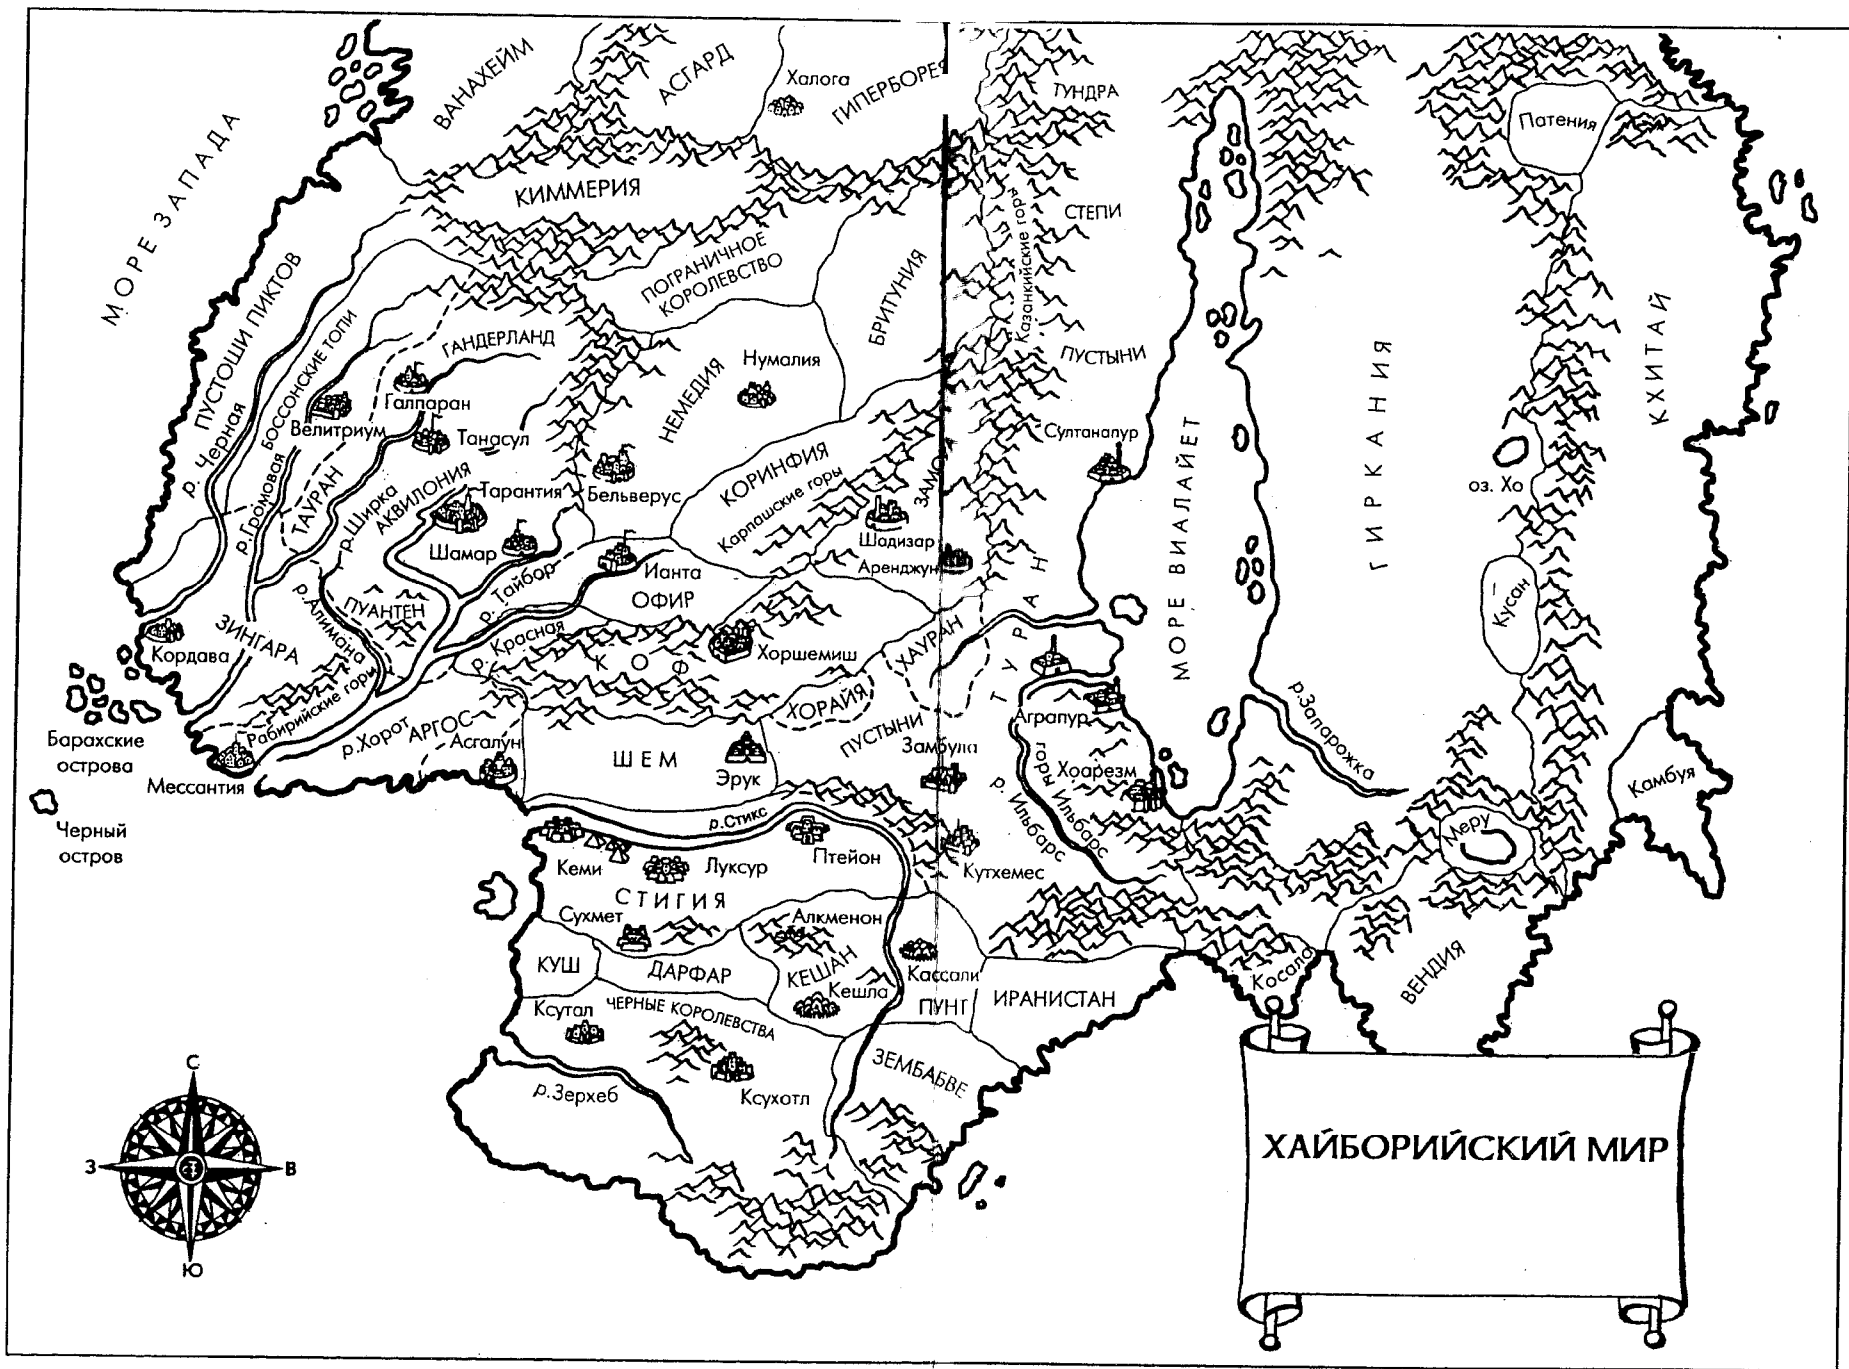 ВАНАХЕЙМ
АСГАРД
Халога
ГИПЕРБОРЕЯ
ТУНДРА
Патения
МОРЕ ЗАПАДА
КИММЕРИЯ
СТЕПИ
Казанкийские горы
ПОГРАНИЧНОЕ
КОРОЛЕВСТВО
БРИТУНИЯ
ПУСТОШИ ПИКТОВ
БОССОНСКИЕ ТОПИ
ГАНДЕРЛАНД
ПУСТЫНИ
ГИРКАНИЯ
КХИТАЙ
Нумалия
НЕМЕДИЯ
Галпаран
Велитриум
Танасул
р. Черная
р.Громовая
ТАУРАН
р.Ширка
АКВИЛОНИЯ
Тарантия
Бельверус
КОРИНФИЯ
Карпашские горы
ЗАМОРА
Султанапур
МОРЕ ВИЛАЙЕТ
оз. Хо
Шамар
Шадизар
Аренджун
Ианта
ОФИР
р. Тайбор
р.Алимана
ПУАНТЕН
Кусан
ЗИНГАРА
Кордава
р. Красная
КОФ
Хоршемиш
ХАУРАН
ТУРАН
Рабирийские горы
р.Хорот
АРГОС
Асгалун
ХОРАЙЯ
ПУСТЫНИ
Аграпур
р.Запарожка
Барахские
острова
Мессантия
ШЕМ
Эрук
Замбула
горы Ильбарс
Хоарезм
р. Ильбарс
Камбуя
Черный
остров
р.Стикс
Меру
Кеми
Луксур
Птейон
Кутхемес
СТИГИЯ
Сухмет
Алкменон
КУШ
ДАРФАР
КЕШАН
Кешла
Кассали
ПУНТ
ИРАНИСТАН
Косала
ВЕНДИЯ
Ксутал
ЧЕРНЫЕ КОРОЛЕВСТВА
ЗЕМБАБВЕ
р.Зерхеб
Ксухотл
С
З
В
Ю
ХАЙБОРИЙСКИЙ МИР